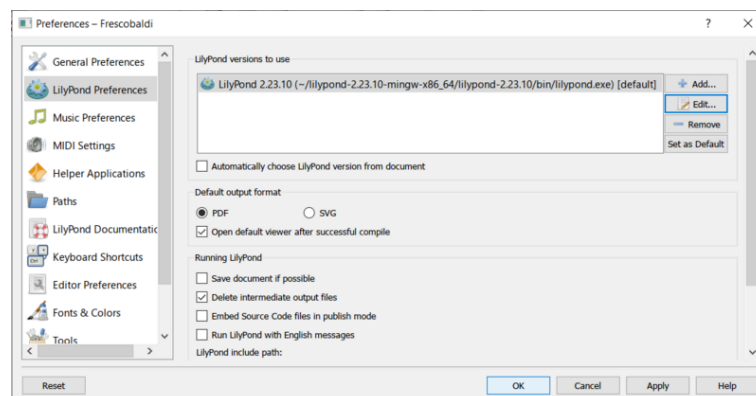 Preferences – Frescobaldi
?
General Preferences
LilyPond Preferences
Music Preferences
MIDI Settings
Helper Applications
Paths
LilyPond Documentatic
Keyboard Shortcuts
Editor Preferences
Fonts & Colors
Tools
LilyPond versions to use
LilyPond 2.23.10 (~/lilypond-2.23.10-mingw-x86_64/lilypond-2.23.10/bin/lilypond.exe) [default]
Add...
Edit...
Remove
Set as Default
Automatically choose LilyPond version from document
Default output format
PDF SVG
Open default viewer after successful compile
Running LilyPond
Save document if possible
Delete intermediate output files
Embed Source Code files in publish mode
Run LilyPond with English messages
LilyPond include path:
Reset OK Cancel Apply Help